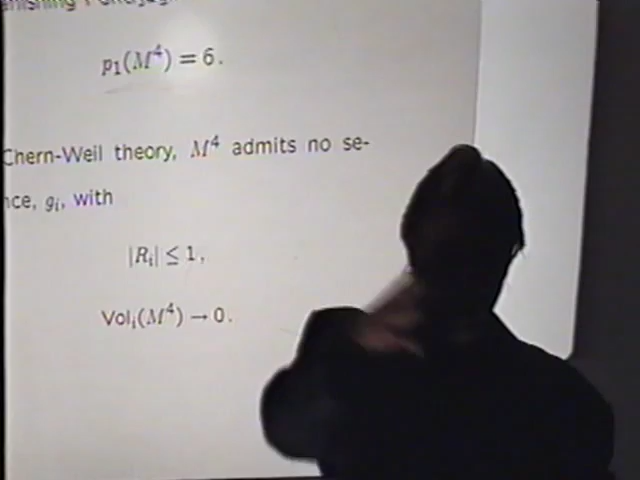 p₁(M⁴) = 6.
Chern-Weil theory, M⁴ admits no se-
nce, gᵢ, with
|Rᵢ| ≤ 1,
Volᵢ(M⁴) → 0.